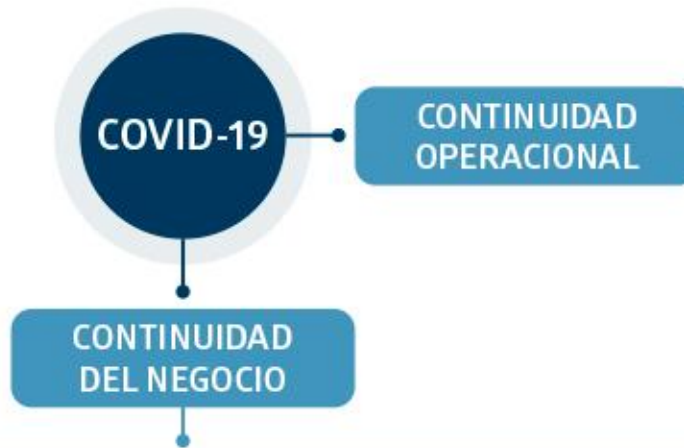 COVID-19
CONTINUIDAD
OPERACIONAL
CONTINUIDAD
DEL NEGOCIO